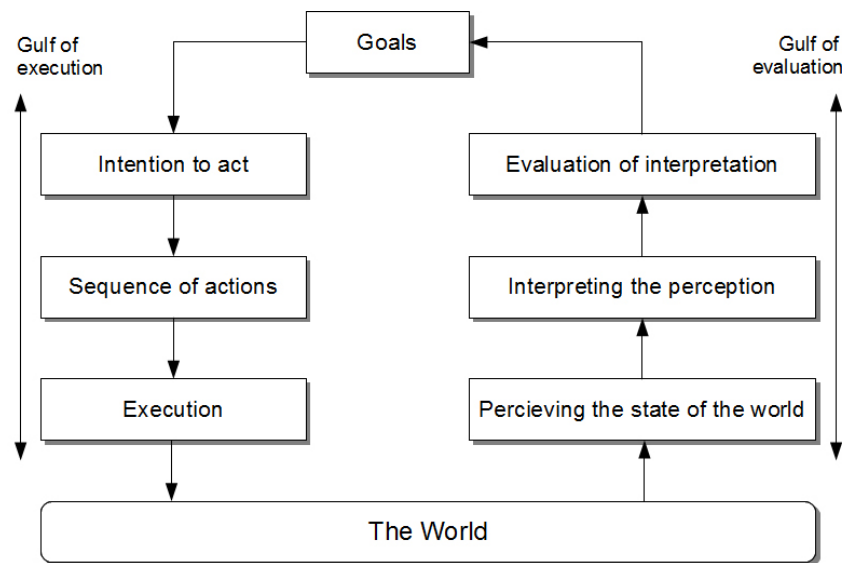 Goals
Gulf of
execution
Gulf of
evaluation
Intention to act
Evaluation of interpretation
Sequence of actions
Interpreting the perception
Execution
Percieving the state of the world
The World